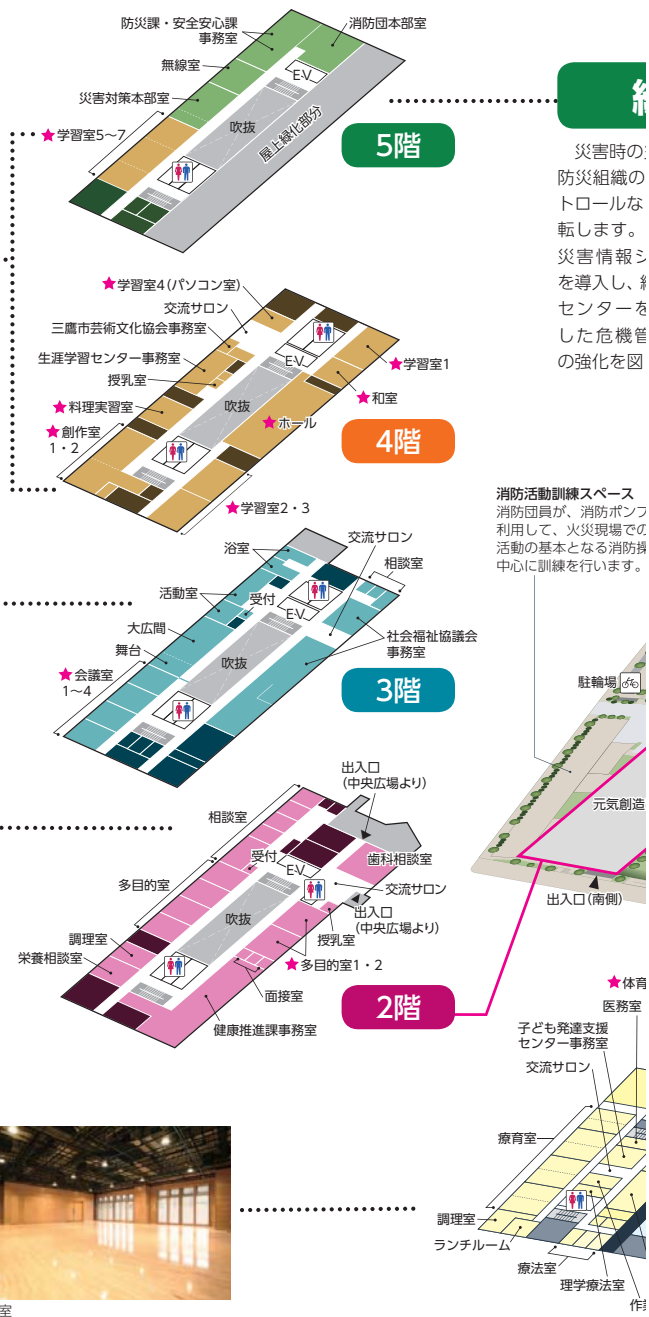 防災課・安全安心課
事務室
消防団本部室
無線室
E·V
災害対策本部室
吹抜
屋上緑化部分
★学習室5〜7
5階
災害時の
防災組織の
トロールな
転します。
災害情報シ
を導入し、
センターを
した危機管
の強化を図
★学習室4(パソコン室)
交流サロン
三鷹市芸術文化協会事務室
生涯学習センター事務室
授乳室
E·V
★学習室1
★和室
★料理実習室
吹抜
★ホール
★創作室
1・2
4階
★学習室2・3
消防活動訓練スペース
消防団員が、消防ポンプ
利用して、火災現場での
活動の基本となる消防操
中心に訓練を行います。
浴室
交流サロン
相談室
活動室
受付
E·V
大広間
舞台
社会福祉協議会
事務室
吹抜
★会議室
1〜4
3階
駐輪場
元気創造
出入口(南側)
出入口
(中央広場より)
相談室
受付
E·V
歯科相談室
多目的室
交流サロン
吹抜
出入口
(中央広場より)
授乳室
調理室
栄養相談室
★多目的室1・2
面接室
健康推進課事務室
2階
★体育
医務室
子ども発達支援
センター事務室
交流サロン
療育室
調理室
ランチルーム
療法室
理学療法室
作業
室